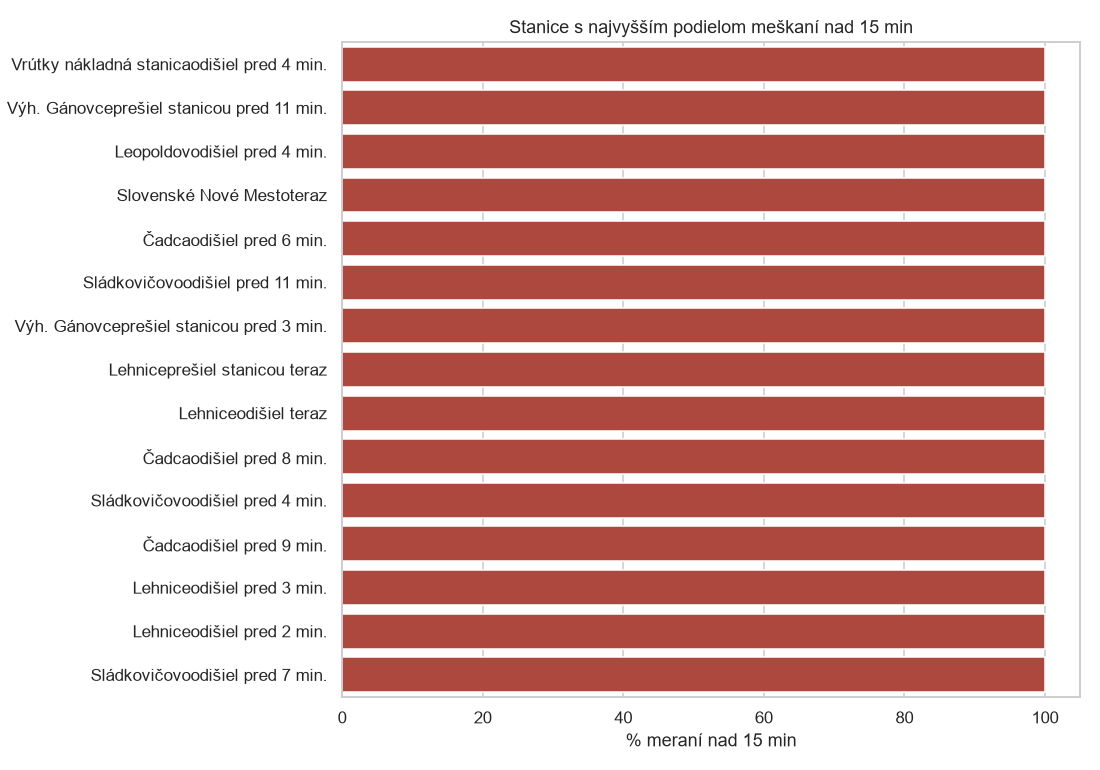 Stanice s najvyšším podielom meškaní nad 15 min
Vrútky nákladná stanicaodišiel pred 4 min.
Výh. Gánovceprešiel stanicou pred 11 min.
Leopoldovodišiel pred 4 min.
Slovenské Nové Mestoteraz
Čadcaodišiel pred 6 min.
Sládkovičovoodišiel pred 11 min.
Výh. Gánovceprešiel stanicou pred 3 min.
Lehniceprešiel stanicou teraz
Lehniceodišiel teraz
Čadcaodišiel pred 8 min.
Sládkovičovoodišiel pred 4 min.
Čadcaodišiel pred 9 min.
Lehniceodišiel pred 3 min.
Lehniceodišiel pred 2 min.
Sládkovičovoodišiel pred 7 min.
0 20 40 60 80 100
% meraní nad 15 min